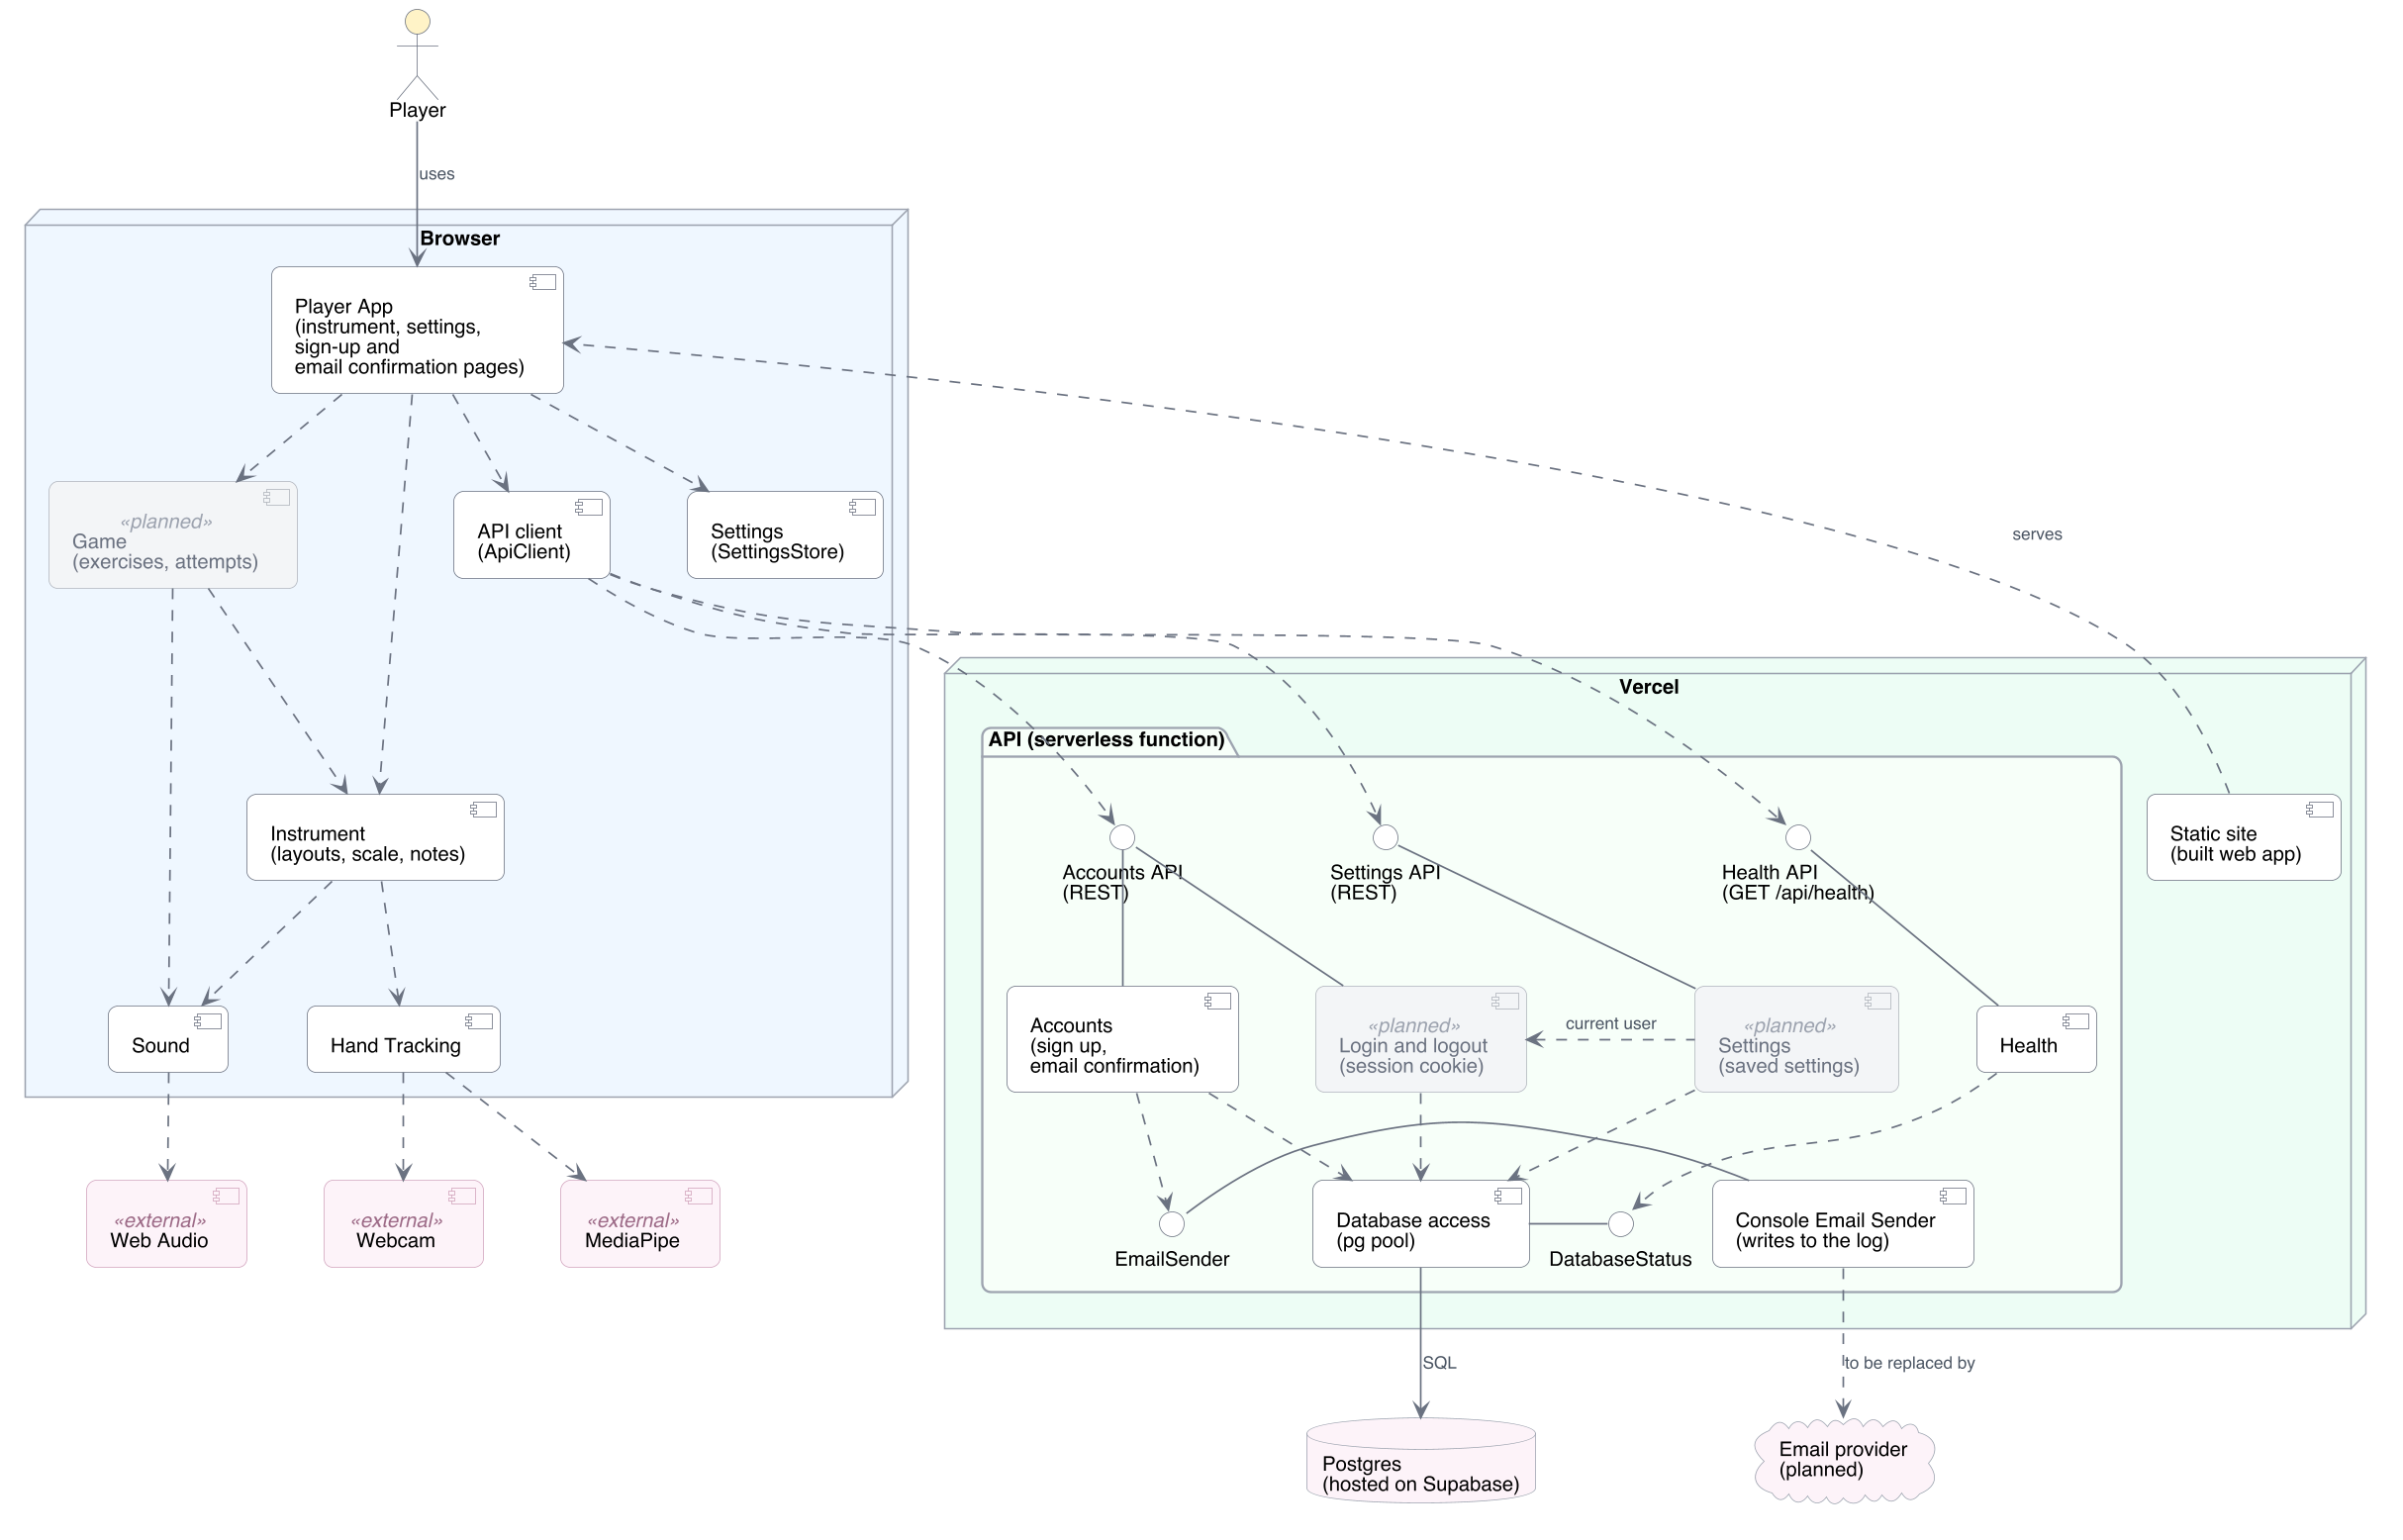 Player
uses
Browser
Player App
(instrument, settings,
sign-up and
email confirmation pages)
«planned»
Game
(exercises, attempts)
API client
(ApiClient)
Settings
(SettingsStore)
serves
Vercel
API (serverless function)
Instrument
(layouts, scale, notes)
Accounts API
(REST)
Settings API
(REST)
Health API
(GET /api/health)
Static site
(built web app)
Sound
Hand Tracking
Accounts
(sign up,
email confirmation)
«planned»
Login and logout
(session cookie)
current user
«planned»
Settings
(saved settings)
Health
«external»
Web Audio
«external»
Webcam
«external»
MediaPipe
EmailSender
Database access
(pg pool)
DatabaseStatus
Console Email Sender
(writes to the log)
SQL
to be replaced by
Postgres
(hosted on Supabase)
Email provider
(planned)